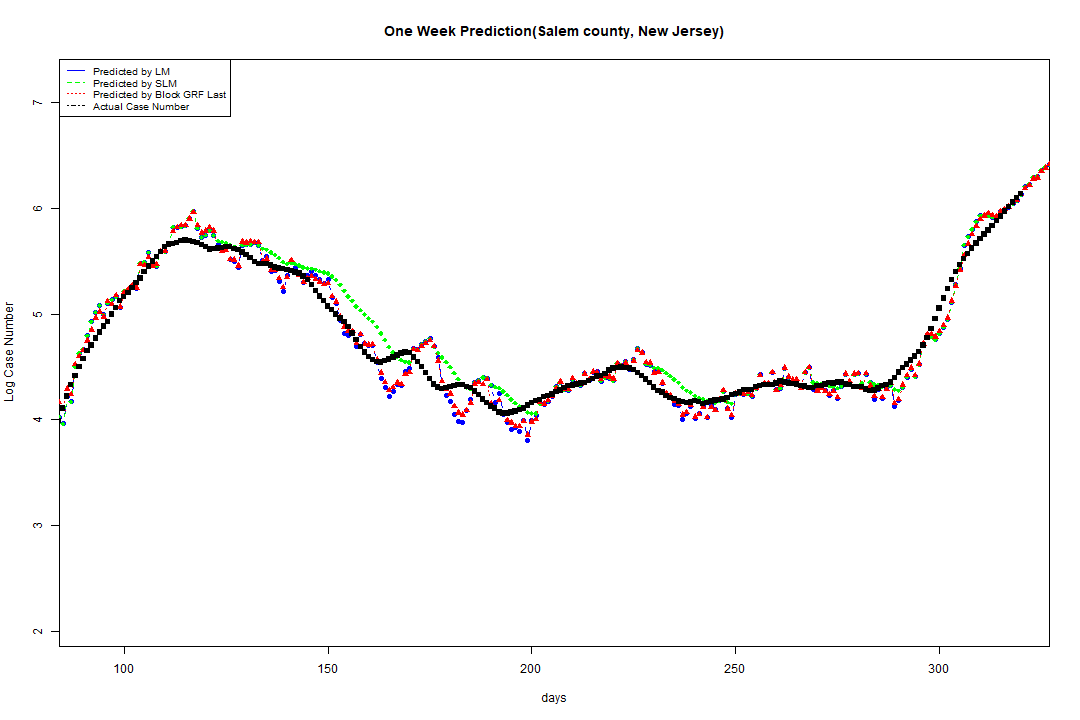 One Week Prediction(Salem county, New Jersey)
Predicted by LM
Predicted by SLM
Predicted by Block GRF Last
Actual Case Number
7
6
5
4
3
2
Log Case Number
100 150 200 250 300
days